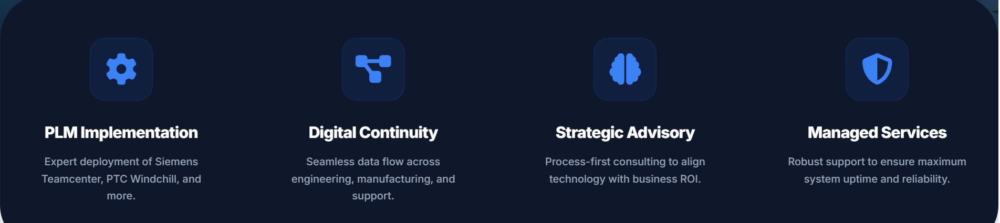 PLM Implementation
Expert deployment of Siemens
Teamcenter, PTC Windchill, and
more.
Digital Continuity
Seamless data flow across
engineering, manufacturing, and
support.
Strategic Advisory
Process-first consulting to align
technology with business ROI.
Managed Services
Robust support to ensure maximum
system uptime and reliability.